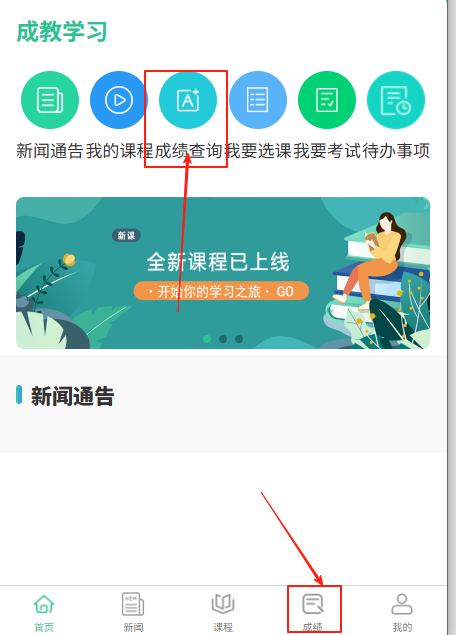 成教学习
新闻通告 我的课程 成绩查询 我要选课 我要考试 待办事项
新课
全新课程已上线
· 开始你的学习之旅 · GO
新闻通告
首页 新闻 课程 成绩 我的